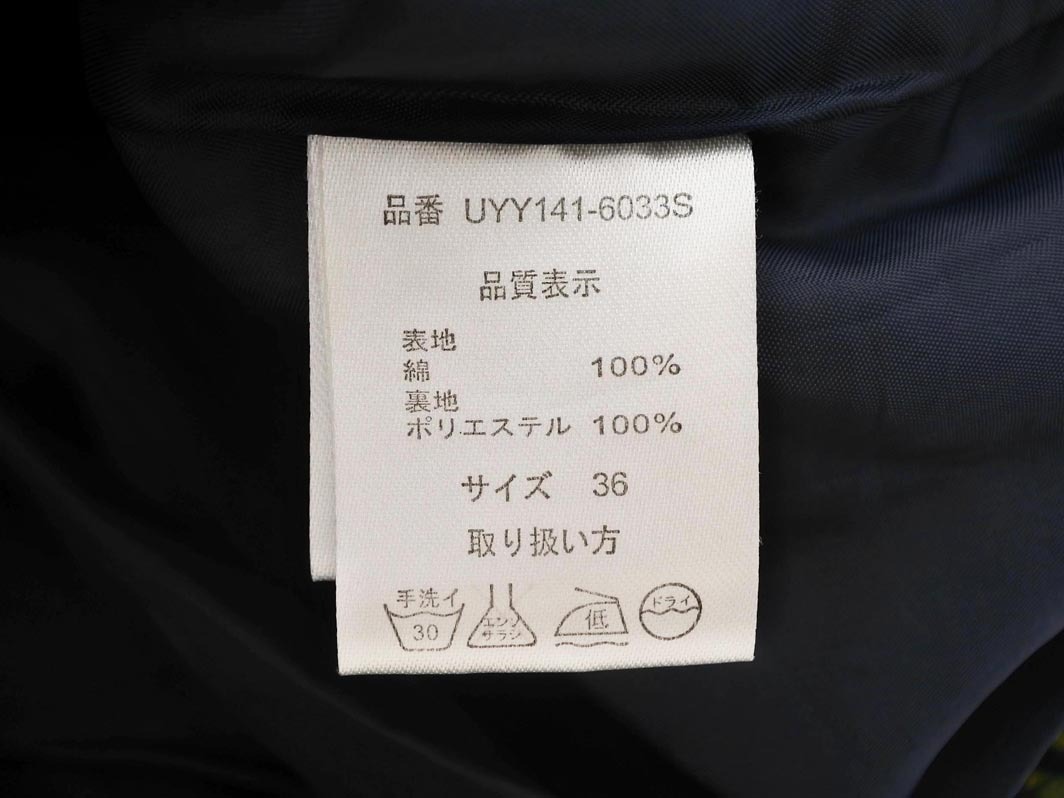 品番 UYY141-6033S
品質表示
表地
綿 100%
裏地
ポリエステル 100%
サイズ 36
取り扱い方
手洗イ
30
エンソ
サラシ
低
ドライ